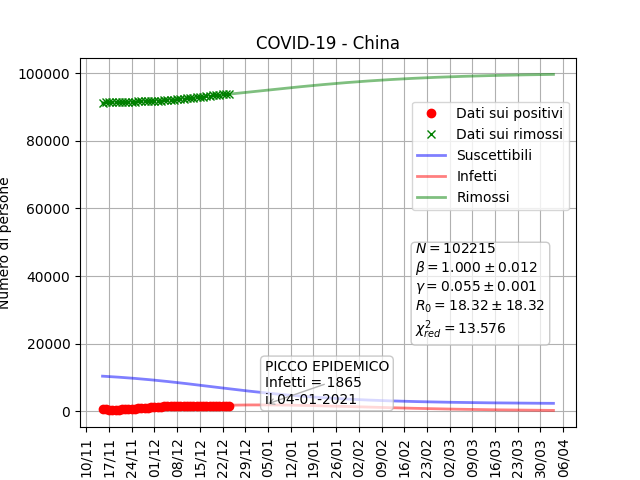 COVID-19 - China
Numero di persone
100000
80000
60000
40000
20000
0
Dati sui positivi
Dati sui rimossi
Suscettibili
Infetti
Rimossi
N = 102215
β = 1.000 ± 0.012
γ = 0.055 ± 0.001
R₀ = 18.32 ± 18.32
χ²_red = 13.576
PICCO EPIDEMICO
Infetti = 1865
il 04-01-2021
10/11
17/11
24/11
01/12
08/12
15/12
22/12
29/12
05/01
12/01
19/01
26/01
02/02
09/02
16/02
23/02
02/03
09/03
16/03
23/03
30/03
06/04